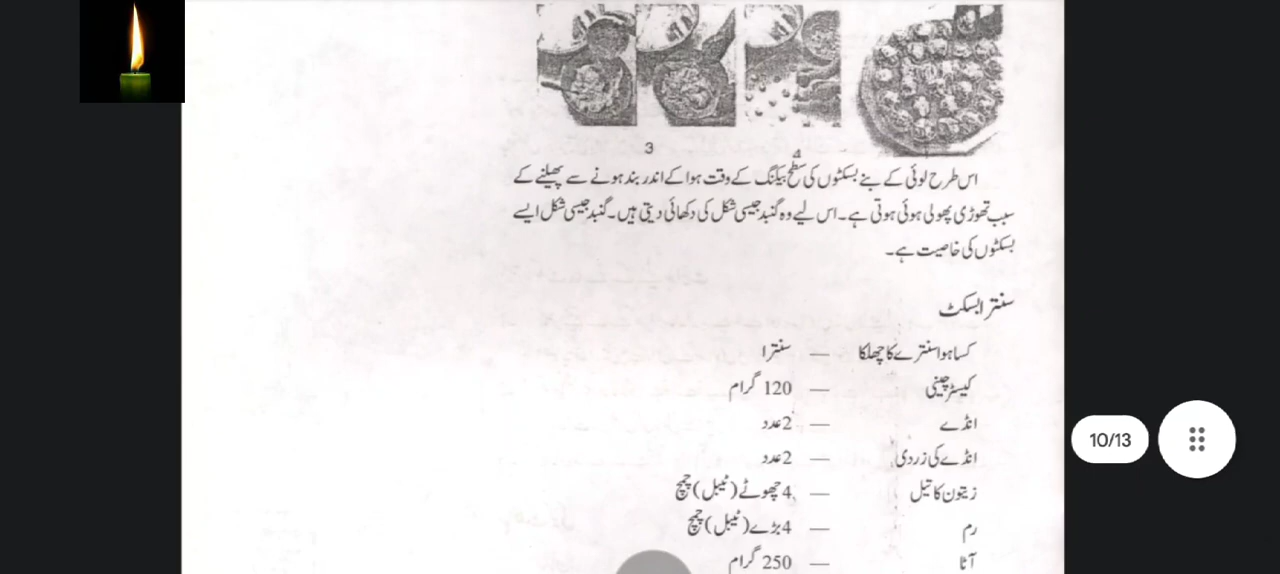 3
4
اس طرح لوئی کے بنے بسکٹوں کی سطح بیکنگ کے وقت ہوا کے اندر بند ہونے سے پھیلنے کے
سبب تھوڑی پھولی ہوئی ہوتی ہے۔ اس لیے وہ گنبد جیسی شکل کی دکھائی دیتی ہیں۔ گنبد جیسی شکل ایسے
بسکٹوں کی خاصیت ہے۔
سنترا بسکٹ
کسا ہوا سنترے کا چھلکا — سنترا
کیسٹر چینی — 120 گرام
انڈے — 2 عدد
انڈے کی زردی — 2 عدد
زیتون کا تیل — 4 چھوٹے (ٹیبل) چمچ
رم — 4 بڑے (ٹیبل) چمچ
آٹا — 250 گرام
10/13